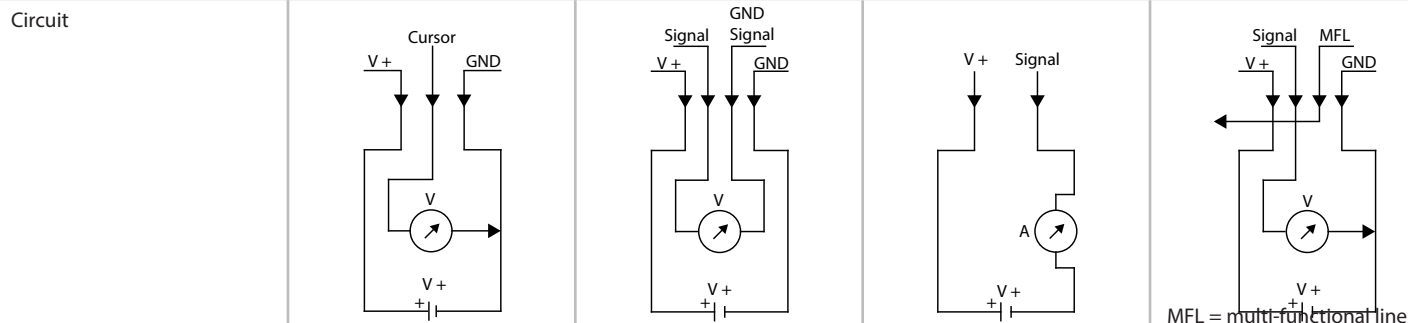 Circuit
Cursor
V +
GND
V
V +
+
GND
Signal
Signal
V +
GND
V
V +
+
V +
Signal
A
V +
+
Signal
MFL
V +
GND
V
V +
+
MFL = multi-functional line